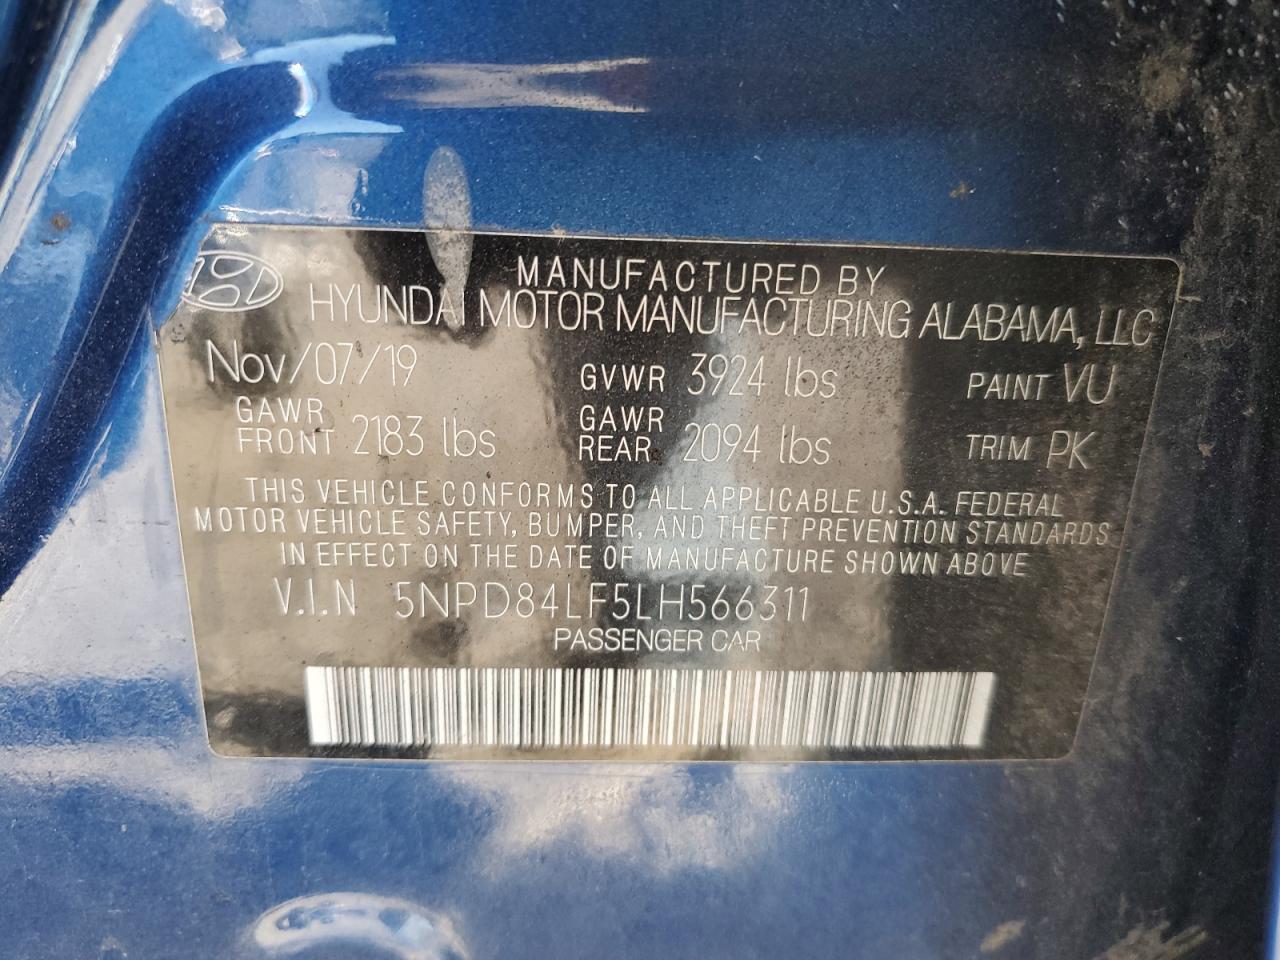 MANUFACTURED BY
HYUNDAI MOTOR MANUFACTURING ALABAMA, LLC
Nov/07/19 GVWR 3924 lbs PAINT VU
GAWR FRONT 2183 lbs GAWR REAR 2094 lbs TRIM PK
THIS VEHICLE CONFORMS TO ALL APPLICABLE U.S.A. FEDERAL
MOTOR VEHICLE SAFETY, BUMPER, AND THEFT PREVENTION STANDARDS
IN EFFECT ON THE DATE OF MANUFACTURE SHOWN ABOVE
V.I.N 5NPD84LF5LH566311
PASSENGER CAR